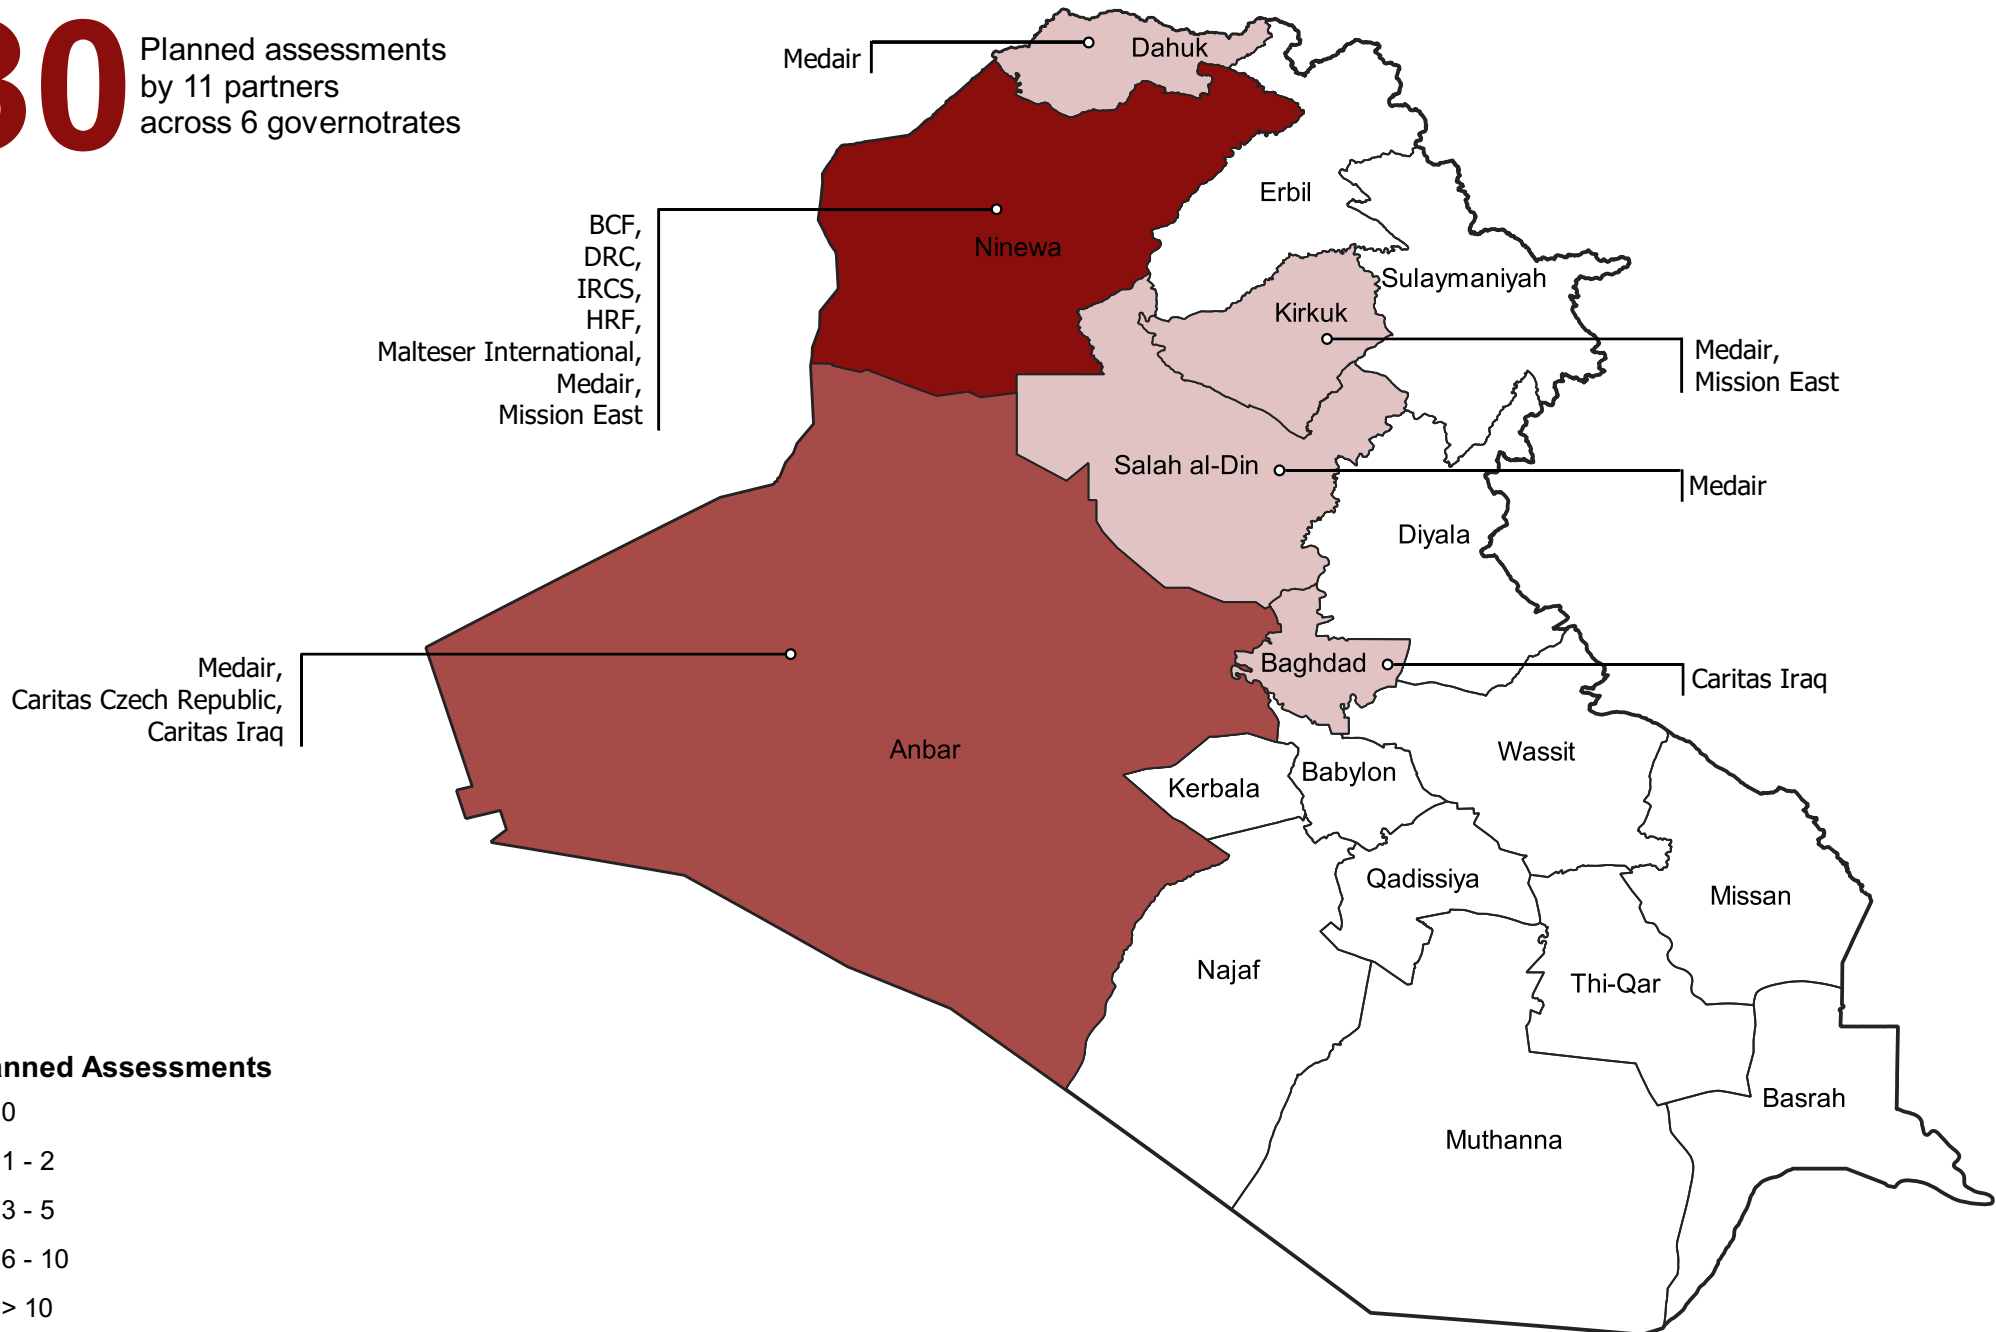 30
Planned assessments
by 11 partners
across 6 governotrates
Medair
Dahuk
BCF,
DRC,
IRCS,
HRF,
Malteser International,
Medair,
Mission East
Ninewa
Erbil
Sulaymaniyah
Kirkuk
Medair,
Mission East
Salah al-Din
Medair
Diyala
Medair,
Caritas Czech Republic,
Caritas Iraq
Baghdad
Caritas Iraq
Anbar
Kerbala
Babylon
Wassit
Qadissiya
Missan
Najaf
Thi-Qar
Muthanna
Basrah
anned Assessments
0
1 - 2
3 - 5
6 - 10
> 10